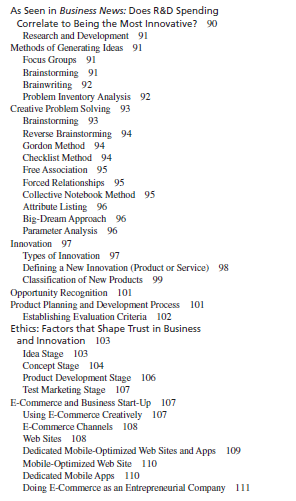 As Seen in Business News: Does R&D Spending
Correlate to Being the Most Innovative? 90
Research and Development 91
Methods of Generating Ideas 91
Focus Groups 91
Brainstorming 91
Brainwriting 92
Problem Inventory Analysis 92
Creative Problem Solving 93
Brainstorming 93
Reverse Brainstorming 94
Gordon Method 94
Checklist Method 94
Free Association 95
Forced Relationships 95
Collective Notebook Method 95
Attribute Listing 96
Big-Dream Approach 96
Parameter Analysis 96
Innovation 97
Types of Innovation 97
Defining a New Innovation (Product or Service) 98
Classification of New Products 99
Opportunity Recognition 101
Product Planning and Development Process 101
Establishing Evaluation Criteria 102
Ethics: Factors that Shape Trust in Business
and Innovation 103
Idea Stage 103
Concept Stage 104
Product Development Stage 106
Test Marketing Stage 107
E-Commerce and Business Start-Up 107
Using E-Commerce Creatively 107
E-Commerce Channels 108
Web Sites 108
Dedicated Mobile-Optimized Web Sites and Apps 109
Mobile-Optimized Web Site 110
Dedicated Mobile Apps 110
Doing E-Commerce as an Entrepreneurial Company 111